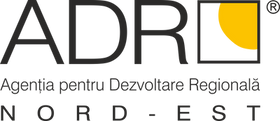 ADR®
Agenția pentru Dezvoltare Regională
NORD-EST